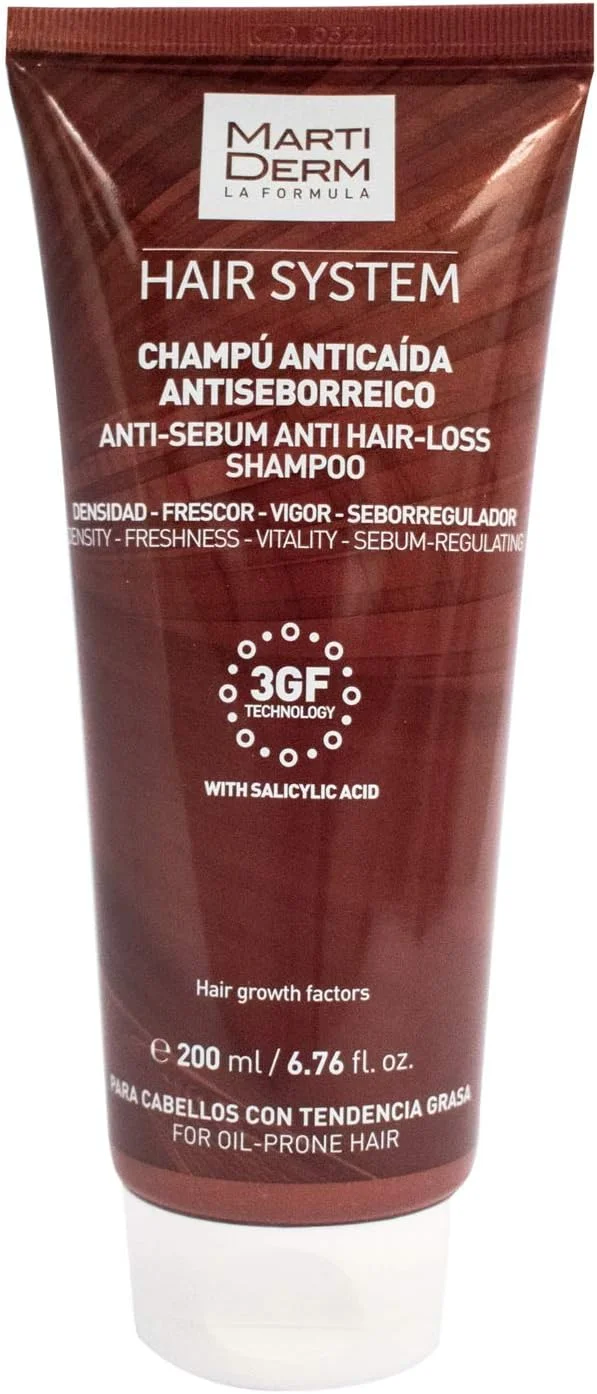 MARTI
DERM
LA FORMULA
HAIR SYSTEM
CHAMPÚ ANTICAÍDA
ANTISEBORREICO
ANTI-SEBUM ANTI HAIR-LOSS
SHAMPOO
DENSIDAD - FRESCOR - VIGOR - SEBORREGULADOR
DENSITY - FRESHNESS - VITALITY - SEBUM-REGULATING
3GF
TECHNOLOGY
WITH SALICYLIC ACID
Hair growth factors
℮ 200 ml / 6.76 fl. oz.
PARA CABELLOS CON TENDENCIA GRASA
FOR OIL-PRONE HAIR